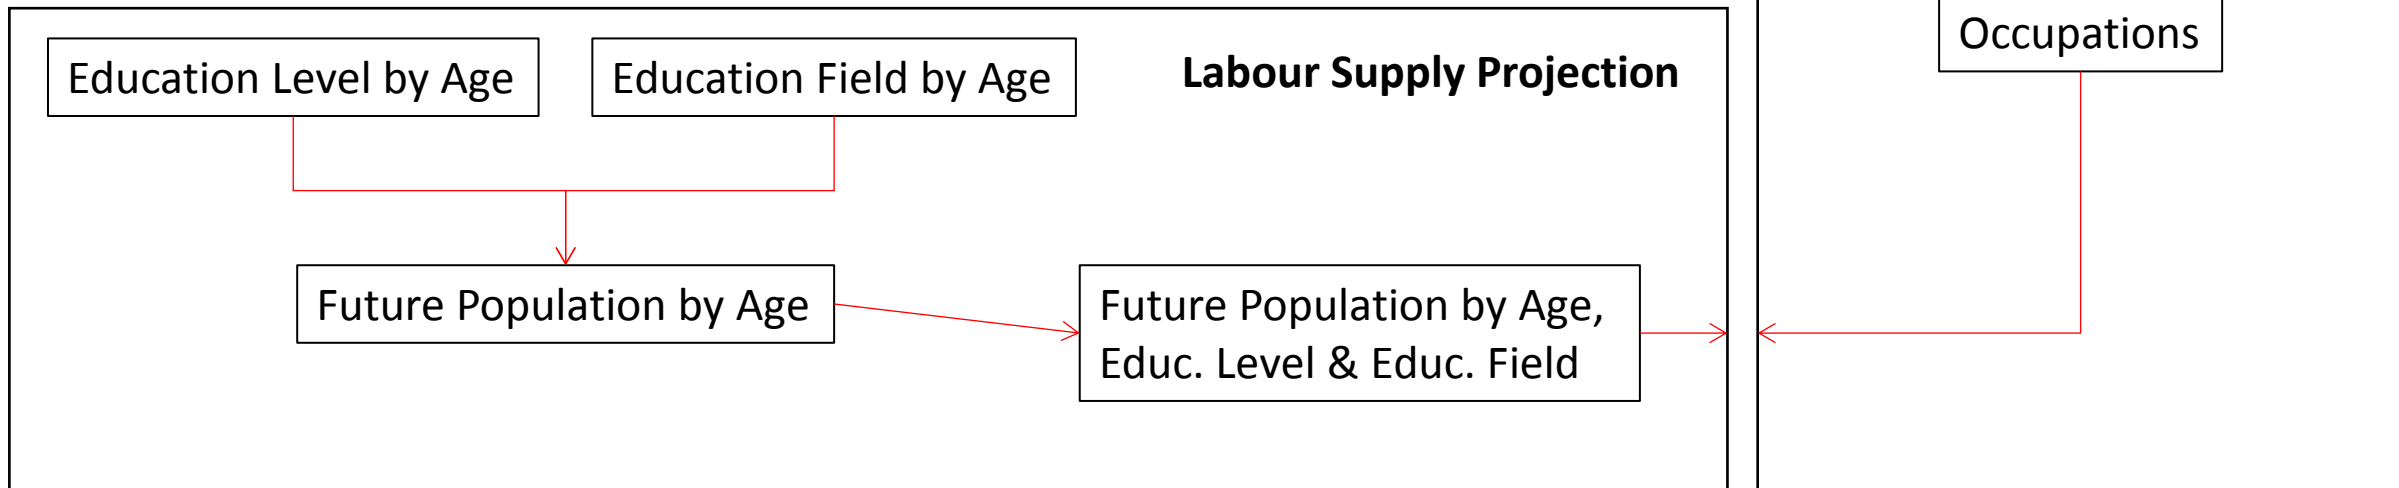 Education Level by Age
Education Field by Age
Labour Supply Projection
Occupations
Future Population by Age
Future Population by Age,
Educ. Level & Educ. Field